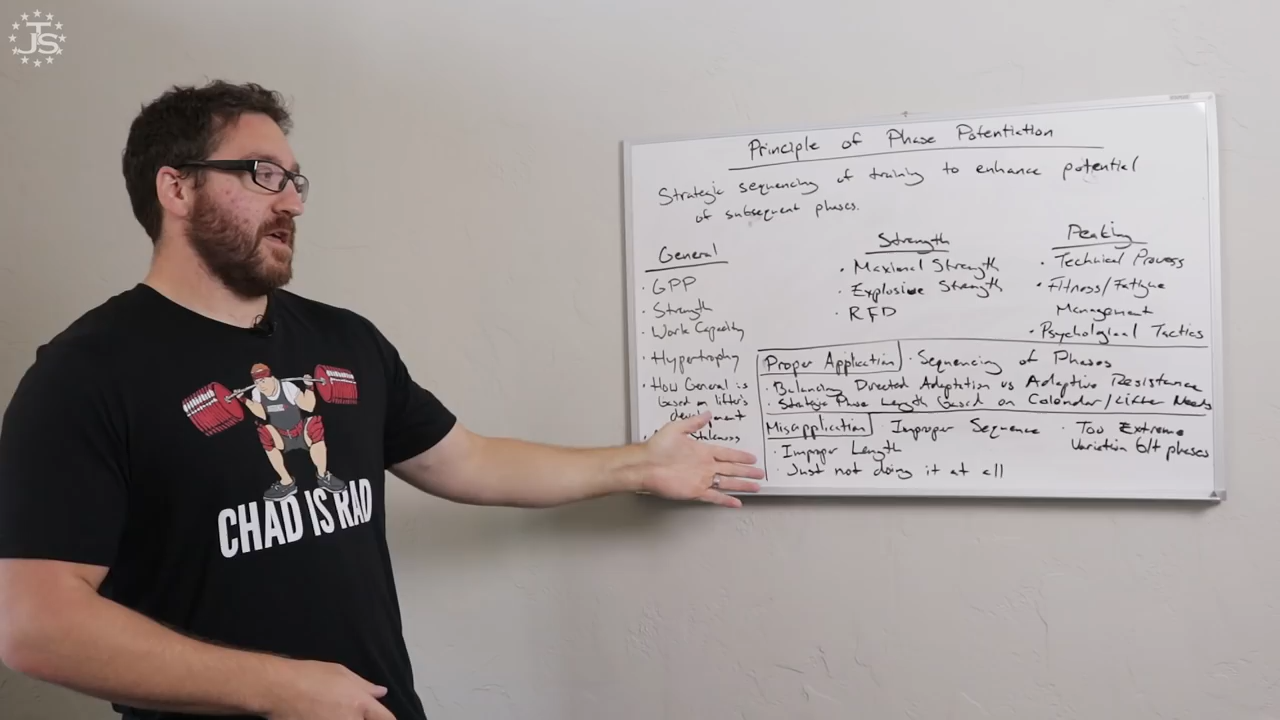 JTS
Principle of Phase Potentiation
Strategic sequencing of training to enhance potential
of subsequent phases.
General
· GPP
· Strength
· Work Capacity
· Hypertrophy
· How General is
based on lifter's
development
Staleness
Strength
· Maximal Strength
· Explosive Strength
· RFD
Peaking
· Technical Prowess
· Fitness/Fatigue
Management
· Psychological Tactics
Proper Application · Sequencing of Phases
· Balancing Directed Adaptation vs Adaptive Resistance
· Strategic Phase Length based on Calendar/Lifter Needs
Misapplication · Improper Sequence · Too Extreme
Variation b/t phases
· Improper Length
· Just not doing it at all
CHAD IS RAD